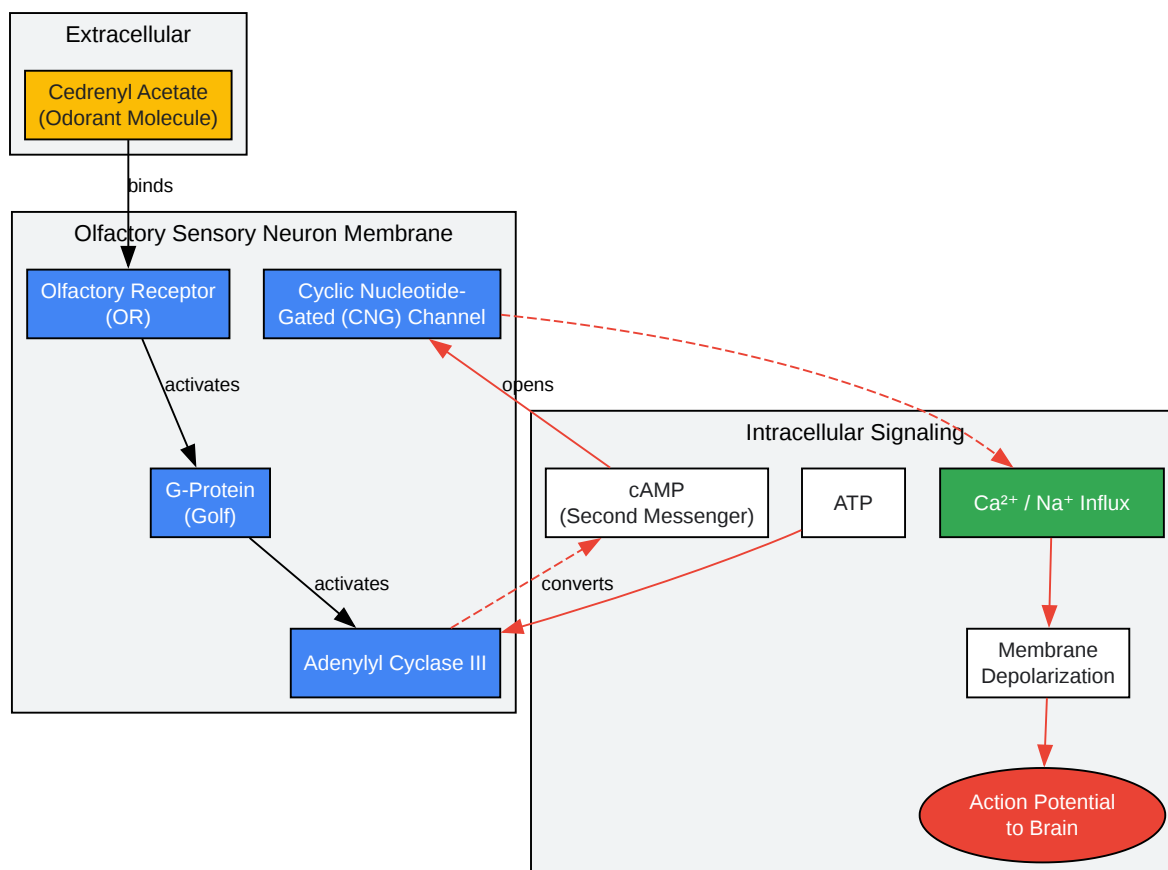 Extracellular
Cedrenyl Acetate
(Odorant Molecule)
binds
Olfactory Sensory Neuron Membrane
Olfactory Receptor
(OR)
Cyclic Nucleotide-
Gated (CNG) Channel
activates
opens
Intracellular Signaling
G-Protein
(Golf)
cAMP
(Second Messenger)
ATP
Ca²⁺ / Na⁺ Influx
activates
converts
Adenylyl Cyclase III
Membrane
Depolarization
Action Potential
to Brain